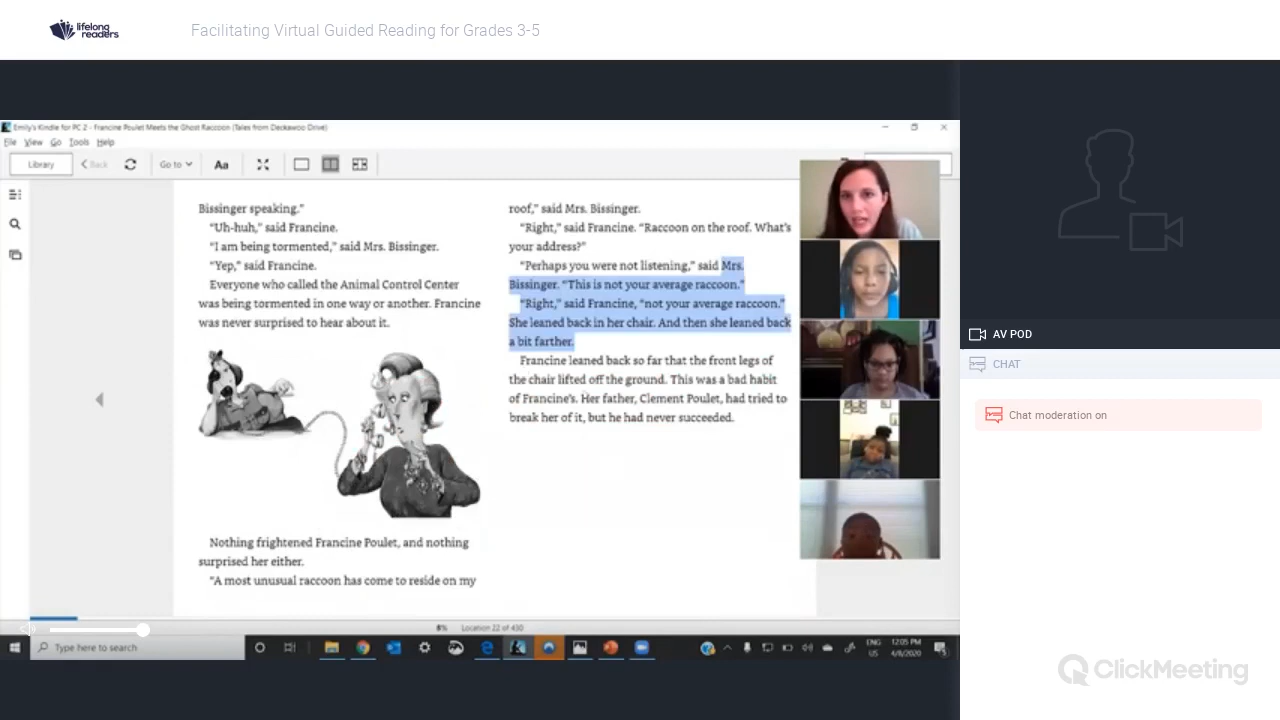 lifelong
readers
Facilitating Virtual Guided Reading for Grades 3-5
Emily's Kindle for PC 2 - Francine Poulet Meets the Ghost Raccoon (Tales from Deckawoo Drive)
File View Go Tools Help
Library
Back
Go to
Aa
Bissinger speaking.”
“Uh-huh,” said Francine.
“I am being tormented,” said Mrs. Bissinger.
“Yep,” said Francine.
Everyone who called the Animal Control Center
was being tormented in one way or another. Francine
was never surprised to hear about it.
Nothing frightened Francine Poulet, and nothing
surprised her either.
“A most unusual raccoon has come to reside on my
roof,” said Mrs. Bissinger.
“Right,” said Francine. “Raccoon on the roof. What’s
your address?”
“Perhaps you were not listening,” said Mrs.
Bissinger. “This is not your average raccoon.”
“Right,” said Francine, “not your average raccoon.”
She leaned back in her chair. And then she leaned back
a bit farther.
Francine leaned back so far that the front legs of
the chair lifted off the ground. This was a bad habit
of Francine’s. Her father, Clement Poulet, had tried to
break her of it, but he had never succeeded.
Location 22 of 430
Type here to search
ENG
US
12:05 PM
4/8/2020
AV POD
CHAT
Chat moderation on
ClickMeeting